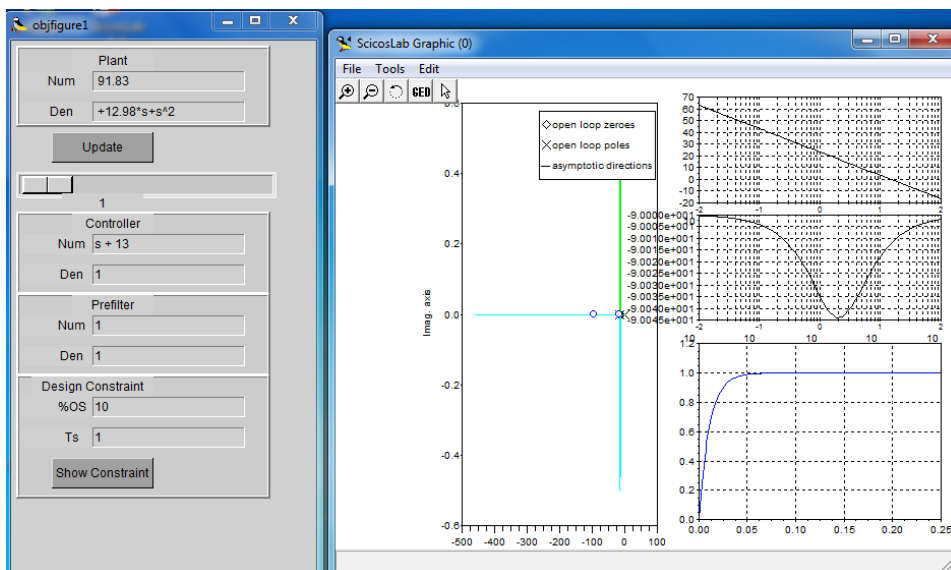 objfigure1
Plant
Num 91.83
Den +12.98*s+s^2
Update
1
Controller
Num s + 13
Den 1
Prefilter
Num 1
Den 1
Design Constraint
%OS 10
Ts 1
Show Constraint
ScicosLab Graphic (0)
File Tools Edit
GED
open loop zeroes
open loop poles
asymptotic directions
Imag. axis
0.4
0.2
0.0
-0.2
-0.4
-0.6
-500 -400 -300 -200 -100 0 100
70
60
50
40
30
20
10
0
-10
-20
-2 -1 0 1 2
-9.0000e+001
-9.0005e+001
-9.0010e+001
-9.0015e+001
-9.0020e+001
-9.0025e+001
-9.0030e+001
-9.0035e+001
-9.0040e+001
-9.0045e+001
-2 -1 0 1 2
10 10 10 10
1.2
1.0
0.8
0.6
0.4
0.2
0.0
0.00 0.05 0.10 0.15 0.20 0.25